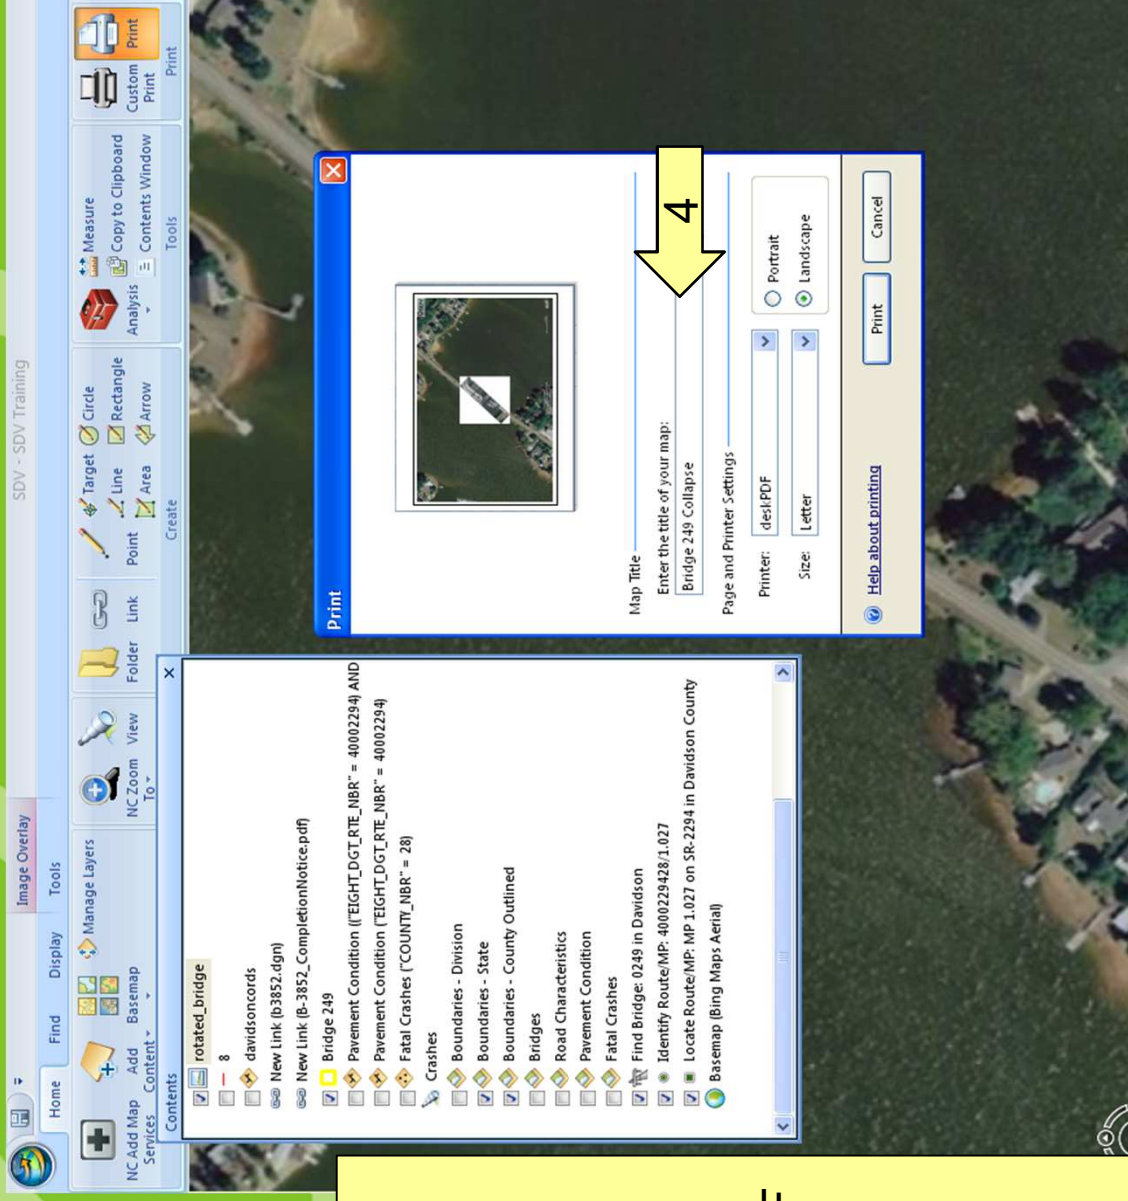 SDV - SDV Training
Image Overlay
Home
Find
Display
Tools
NC Add Map Services
Add Content
Basemap
Manage Layers
NC Zoom To
View
Folder
Link
Point
Target
Line
Area
Circle
Rectangle
Arrow
Create
Analysis
Measure
Copy to Clipboard
Contents Window
Tools
Custom Print
Print
Print
Contents
rotated_bridge
8
davidsoncords
New Link (b3852.dgn)
New Link (B-3852_CompletionNotice.pdf)
Bridge 249
Pavement Condition (("EIGHT_DGT_RTE_NBR" = 40002294) AND
Pavement Condition ("EIGHT_DGT_RTE_NBR" = 40002294)
Fatal Crashes ("COUNTY_NBR" = 28)
Crashes
Boundaries - Division
Boundaries - State
Boundaries - County Outlined
Bridges
Road Characteristics
Pavement Condition
Fatal Crashes
Find Bridge: 0249 in Davidson
Identify Route/MP: 4000229428/1.027
Locate Route/MP: MP 1.027 on SR-2294 in Davidson County
Basemap (Bing Maps Aerial)
Print
Map Title
Enter the title of your map:
Bridge 249 Collapse
4
Page and Printer Settings
Printer: deskPDF
Size: Letter
Portrait
Landscape
Help about printing
Print
Cancel